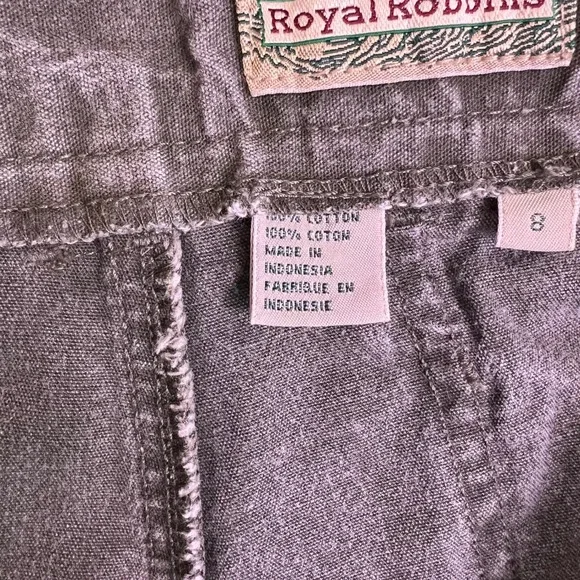 Royal Robbins
100% COTTON
100% COTON
MADE IN
INDONESIA
FABRIQUE EN
INDONESIE
8